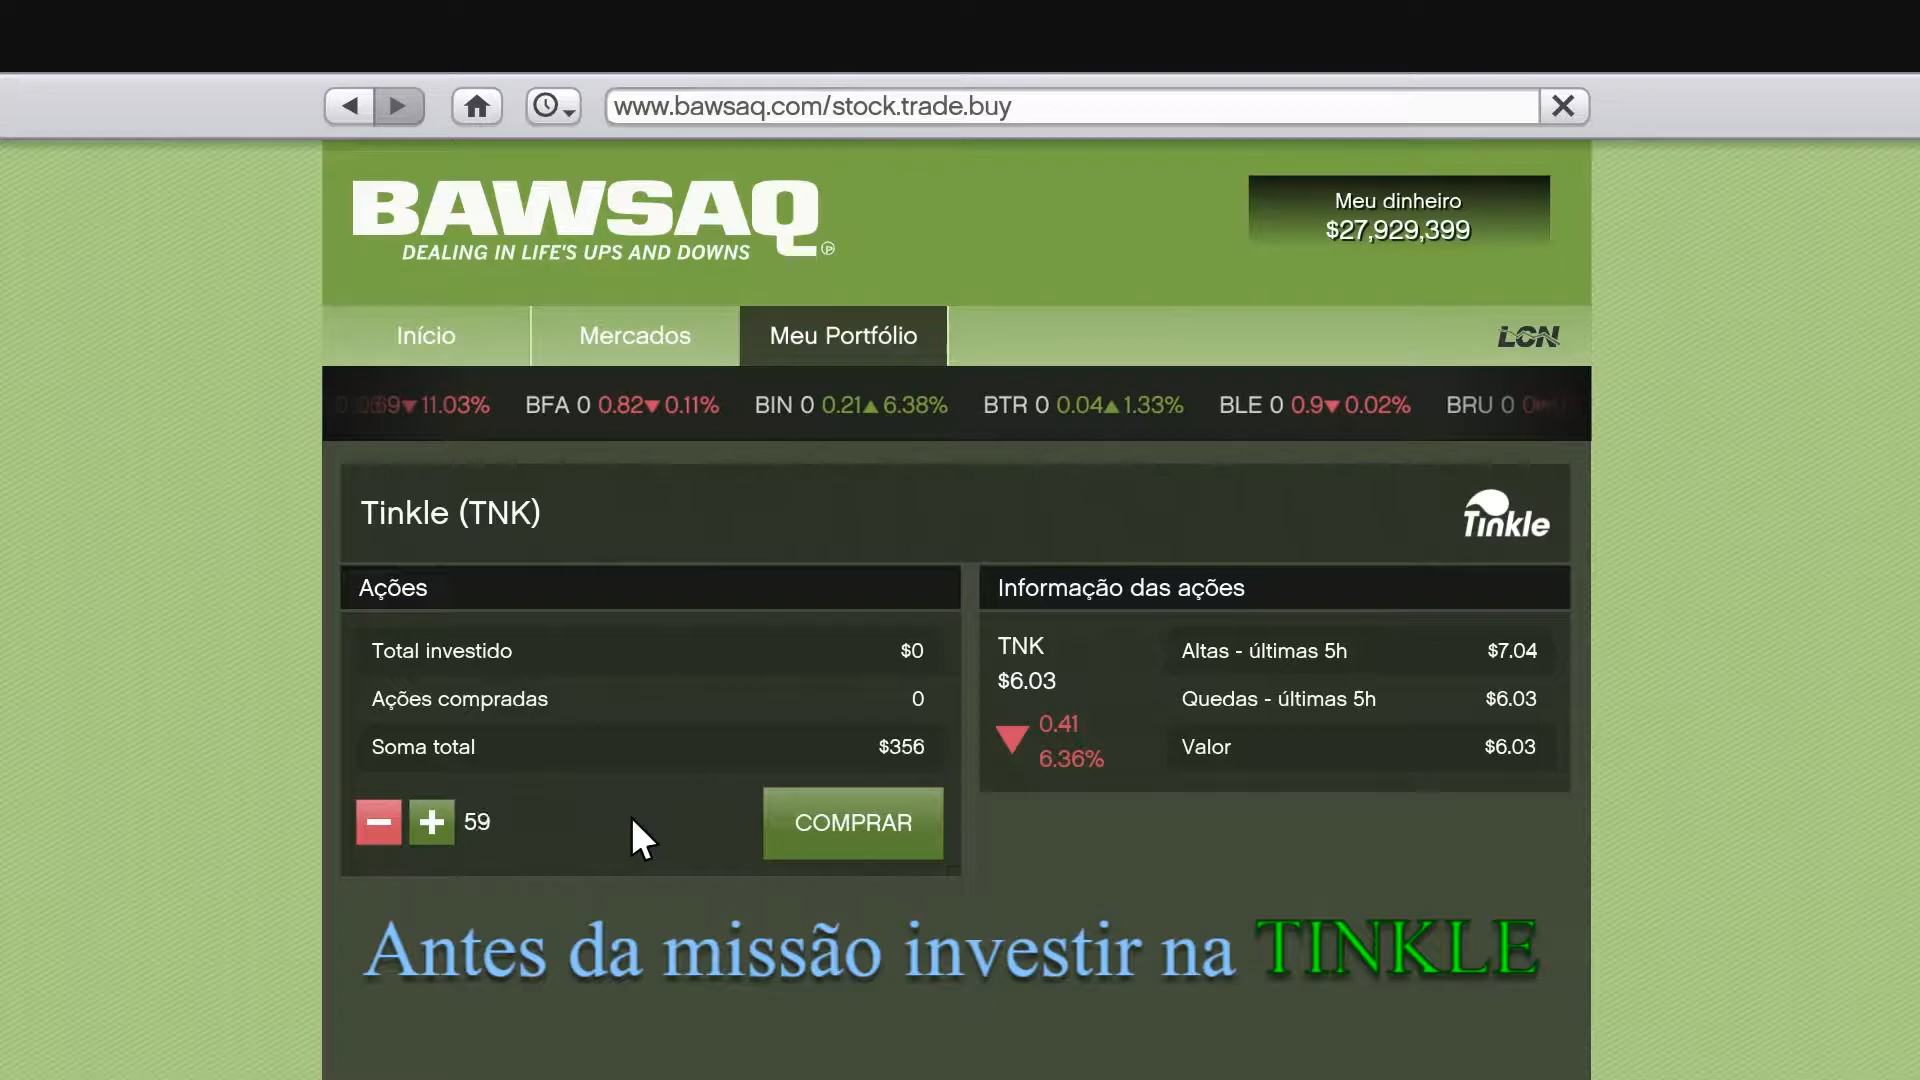 www.bawsaq.com/stock.trade.buy
BAWSAQ
DEALING IN LIFE'S UPS AND DOWNS
Meu dinheiro
$27,929,399
Início Mercados Meu Portfólio LCN
11.03% BFA 0 0.82▼0.11% BIN 0 0.21▲6.38% BTR 0 0.04▲1.33% BLE 0 0.9▼0.02% BRU 0
Tinkle (TNK) Tinkle
Ações
Total investido $0
Ações compradas 0
Soma total $356
59 COMPRAR
Informação das ações
TNK
$6.03
0.41
6.36%
Altas - últimas 5h $7.04
Quedas - últimas 5h $6.03
Valor $6.03
Antes da missão investir na TINKLE